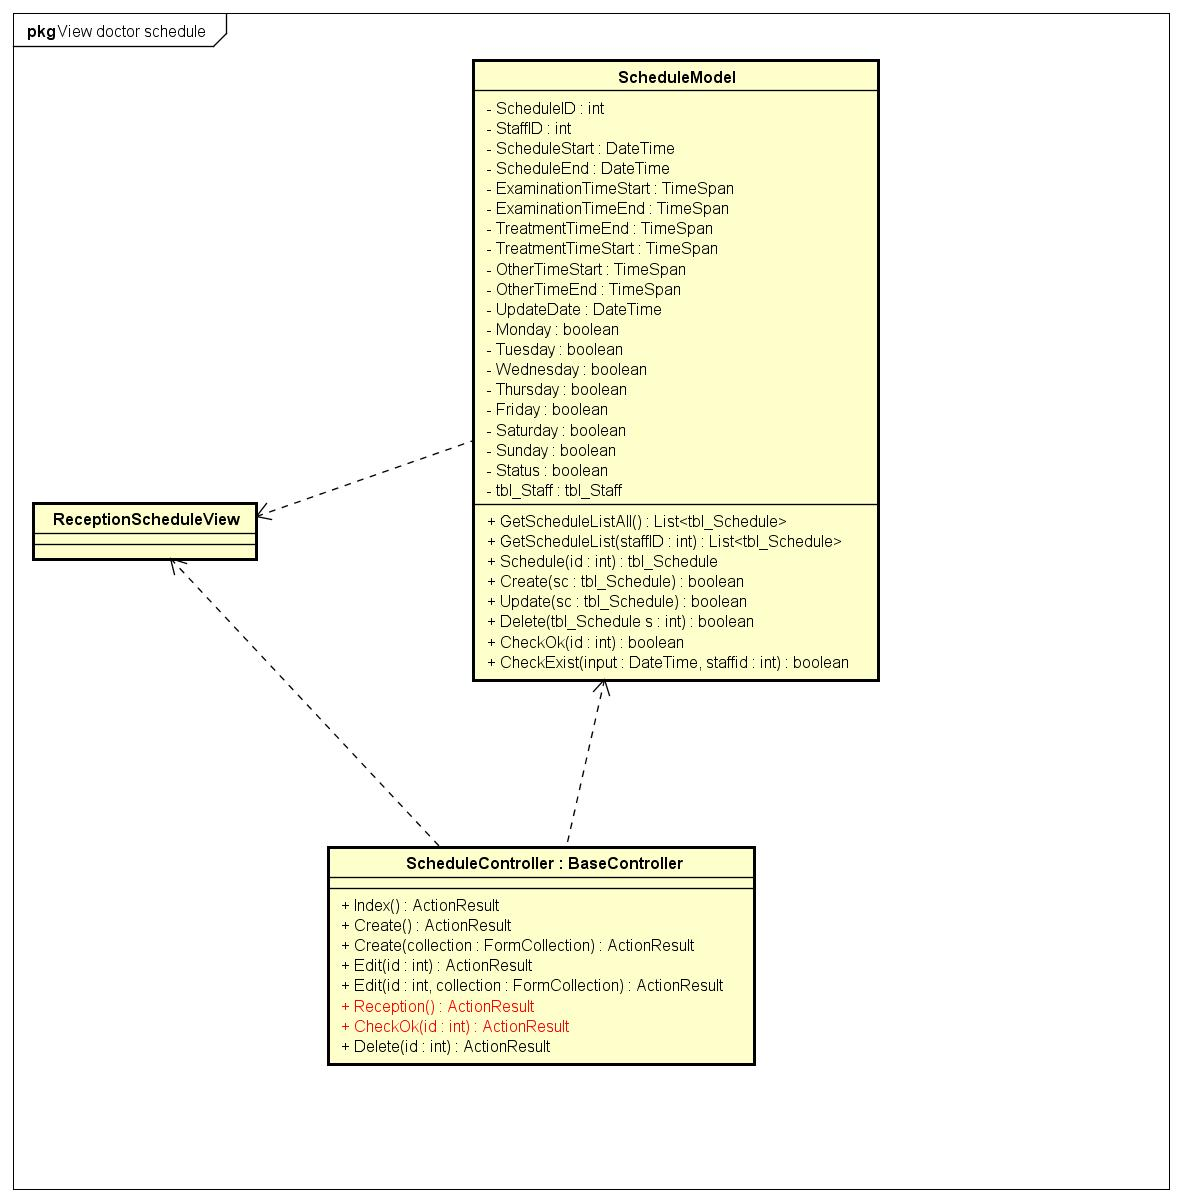 pkg View doctor schedule
ScheduleModel
- ScheduleID : int
- StaffID : int
- ScheduleStart : DateTime
- ScheduleEnd : DateTime
- ExaminationTimeStart : TimeSpan
- ExaminationTimeEnd : TimeSpan
- TreatmentTimeEnd : TimeSpan
- TreatmentTimeStart : TimeSpan
- OtherTimeStart : TimeSpan
- OtherTimeEnd : TimeSpan
- UpdateDate : DateTime
- Monday : boolean
- Tuesday : boolean
- Wednesday : boolean
- Thursday : boolean
- Friday : boolean
- Saturday : boolean
- Sunday : boolean
- Status : boolean
- tbl_Staff : tbl_Staff
+ GetScheduleListAll() : List<tbl_Schedule>
+ GetScheduleList(staffID : int) : List<tbl_Schedule>
+ Schedule(id : int) : tbl_Schedule
+ Create(sc : tbl_Schedule) : boolean
+ Update(sc : tbl_Schedule) : boolean
+ Delete(tbl_Schedule s : int) : boolean
+ CheckOk(id : int) : boolean
+ CheckExist(input : DateTime, staffid : int) : boolean
ReceptionScheduleView
ScheduleController : BaseController
+ Index() : ActionResult
+ Create() : ActionResult
+ Create(collection : FormCollection) : ActionResult
+ Edit(id : int) : ActionResult
+ Edit(id : int, collection : FormCollection) : ActionResult
+ Reception() : ActionResult
+ CheckOk(id : int) : ActionResult
+ Delete(id : int) : ActionResult